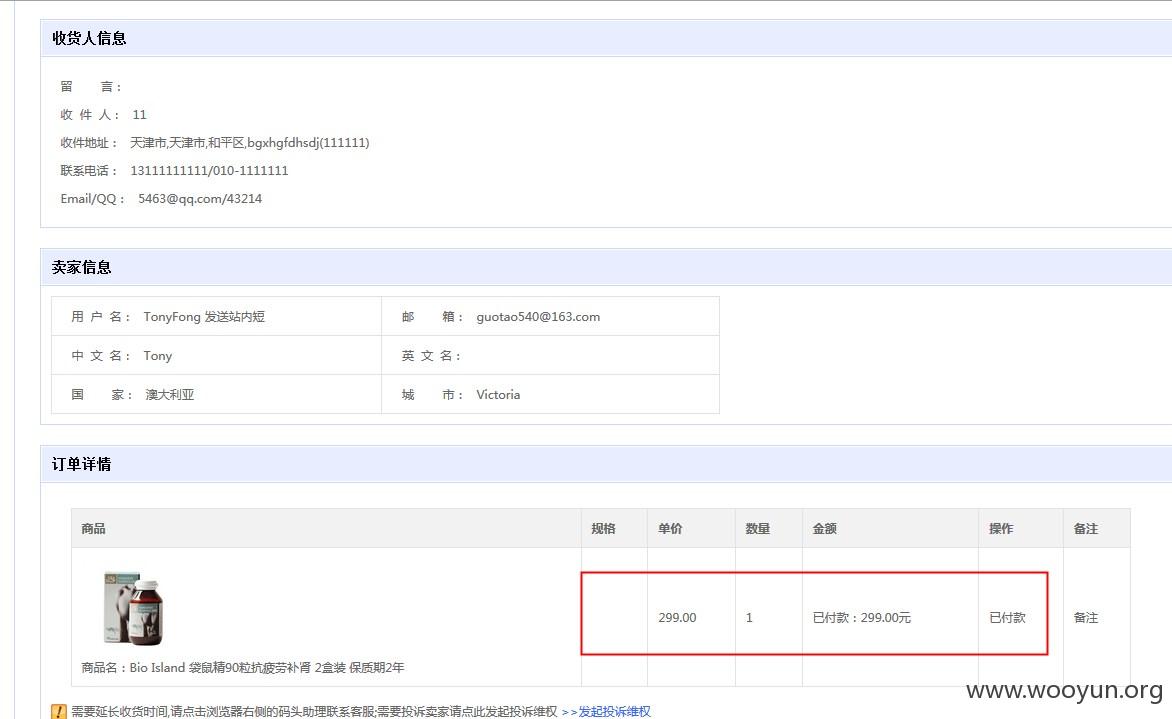 收货人信息
留 言：
收 件 人： 11
收件地址： 天津市,天津市,和平区,bgxhgfdhsdj(111111)
联系电话： 13111111111/010-1111111
Email/QQ： 5463@qq.com/43214
卖家信息
用 户 名： TonyFong 发送站内短 邮 箱： guotao540@163.com
中 文 名： Tony 英 文 名：
国 家： 澳大利亚 城 市： Victoria
订单详情
商品 规格 单价 数量 金额 操作 备注
299.00 1 已付款：299.00元 已付款 备注
商品名：Bio Island 袋鼠精90粒抗疲劳补肾 2盒装 保质期2年
需要延长收货时间,请点击浏览器右侧的码头助理联系客服;需要投诉卖家请点此发起投诉维权 >>发起投诉维权
www.wooyun.org